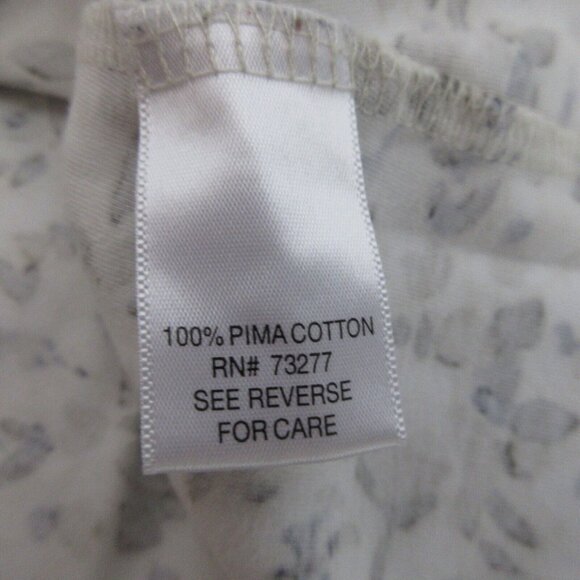 100% PIMA COTTON
RN# 73277
SEE REVERSE
FOR CARE